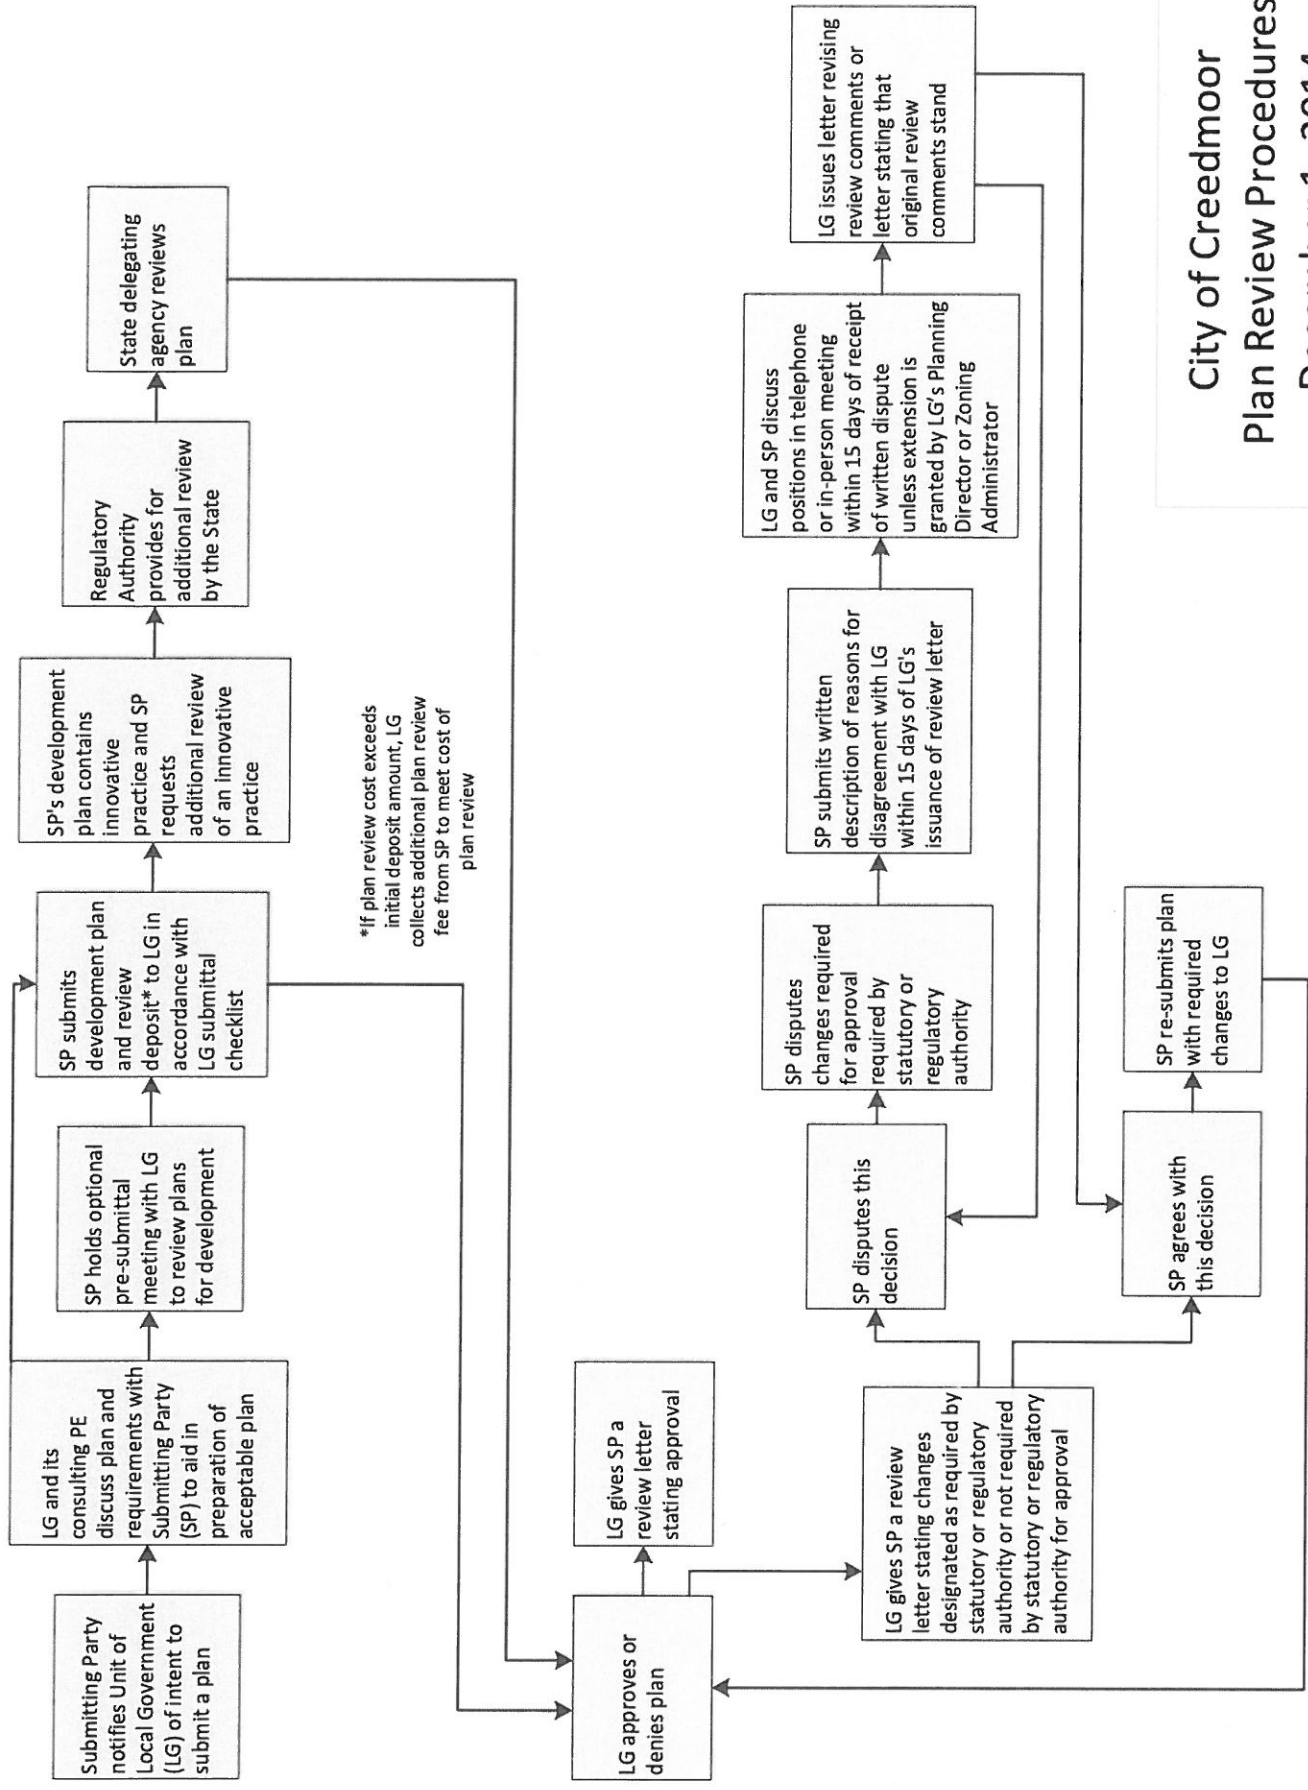 Submitting Party
notifies Unit of
Local Government
(LG) of intent to
submit a plan
LG and its
consulting PE
discuss plan and
requirements with
Submitting Party
(SP) to aid in
preparation of
acceptable plan
SP holds optional
pre-submittal
meeting with LG
to review plans
for development
SP submits
development plan
and review
deposit* to LG in
accordance with
LG submittal
checklist
SP's development
plan contains
innovative
practice and SP
requests
additional review
of an innovative
practice
Regulatory
Authority
provides for
additional review
by the State
State delegating
agency reviews
plan
*If plan review cost exceeds
initial deposit amount, LG
collects additional plan review
fee from SP to meet cost of
plan review
LG approves or
denies plan
LG gives SP a
review letter
stating approval
LG gives SP a review
letter stating changes
designated as required by
statutory or regulatory
authority or not required
by statutory or regulatory
authority for approval
SP disputes this
decision
SP disputes
changes required
for approval
required by
statutory or
regulatory
authority
SP submits written
description of reasons for
disagreement with LG
within 15 days of LG's
issuance of review letter
LG and SP discuss
positions in telephone
or in-person meeting
within 15 days of receipt
of written dispute
unless extension is
granted by LG's Planning
Director or Zoning
Administrator
LG issues letter revising
review comments or
letter stating that
original review
comments stand
SP agrees with
this decision
SP re-submits plan
with required
changes to LG
City of Creedmoor
Plan Review Procedures